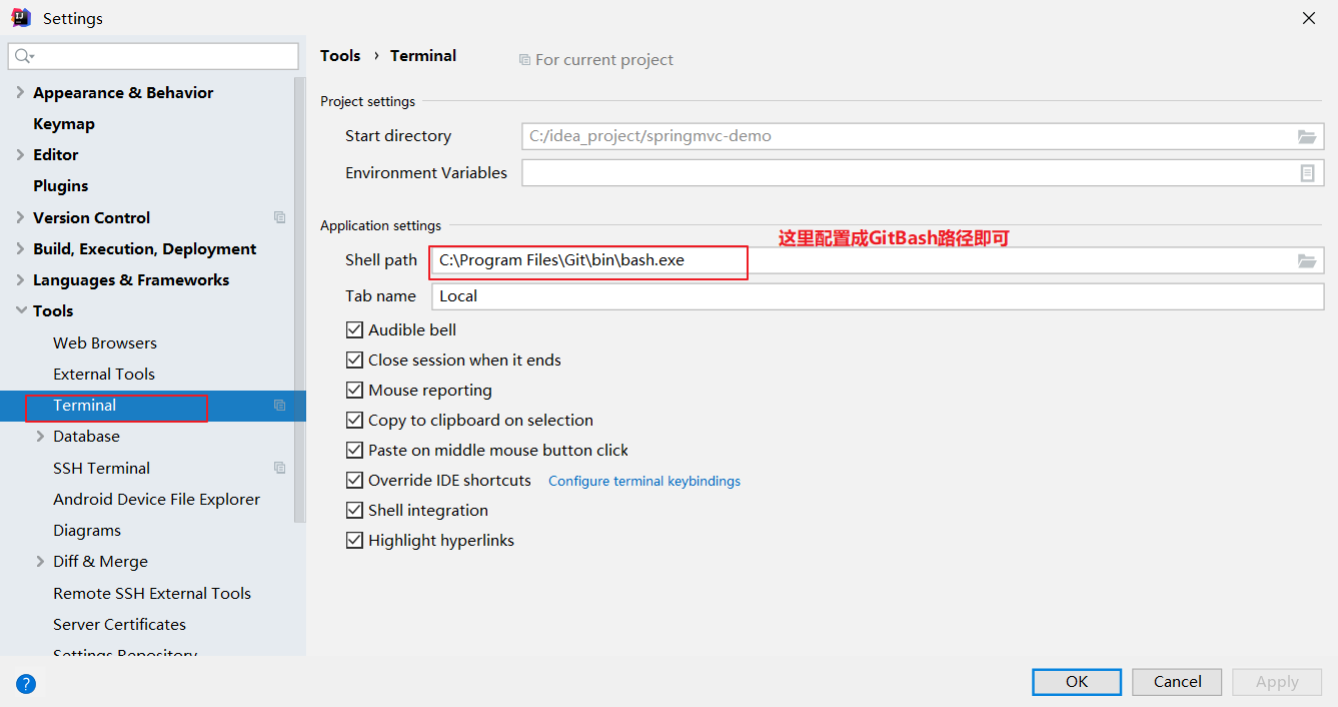 Settings
Appearance & Behavior
Keymap
Editor
Plugins
Version Control
Build, Execution, Deployment
Languages & Frameworks
Tools
Web Browsers
External Tools
Terminal
Database
SSH Terminal
Android Device File Explorer
Diagrams
Diff & Merge
Remote SSH External Tools
Server Certificates
Settings Repository
Tools › Terminal For current project
Project settings
Start directory C:/idea_project/springmvc-demo
Environment Variables
Application settings
这里配置成GitBash路径即可
Shell path C:\Program Files\Git\bin\bash.exe
Tab name Local
Audible bell
Close session when it ends
Mouse reporting
Copy to clipboard on selection
Paste on middle mouse button click
Override IDE shortcuts Configure terminal keybindings
Shell integration
Highlight hyperlinks
?
OK Cancel Apply